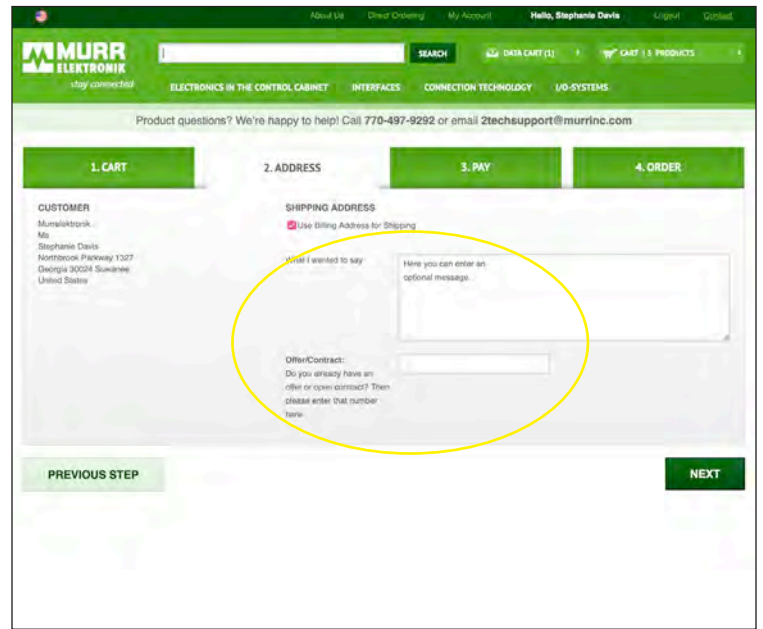 About Us Direct Ordering My Account Hello, Stephanie Davis Logout Contact
MURR
ELEKTRONIK
stay connected
SEARCH DATA CART (1) CART | 5 PRODUCTS
ELECTRONICS IN THE CONTROL CABINET INTERFACES CONNECTION TECHNOLOGY I/O-SYSTEMS
Product questions? We're happy to help! Call 770-497-9292 or email 2techsupport@murrinc.com
1. CART 2. ADDRESS 3. PAY 4. ORDER
CUSTOMER
Murrelektronik
Ms
Stephanie Davis
Northbrook Parkway 1327
Georgia 30024 Suwanee
United States
SHIPPING ADDRESS
Use Billing Address for Shipping
What I wanted to say
Here you can enter an
optional message.
Offer/Contract:
Do you already have an
offer or open contract? Then
please enter that number
here
PREVIOUS STEP NEXT